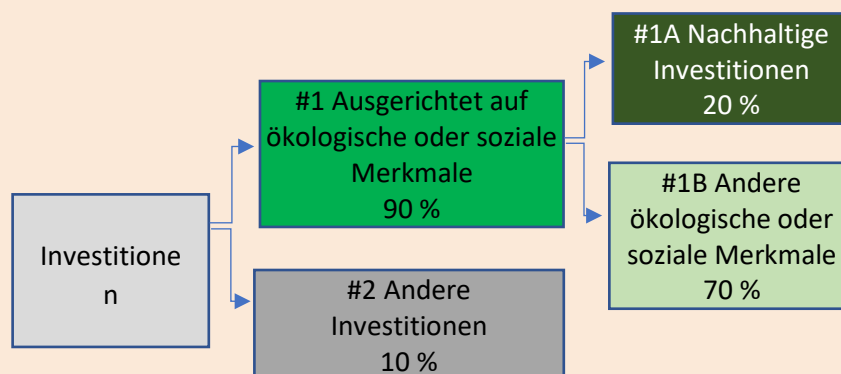 #1A Nachhaltige
Investitionen
20 %
#1 Ausgerichtet auf
ökologische oder soziale
Merkmale
90 %
#1B Andere
ökologische oder
soziale Merkmale
70 %
Investitione
n
#2 Andere
Investitionen
10 %